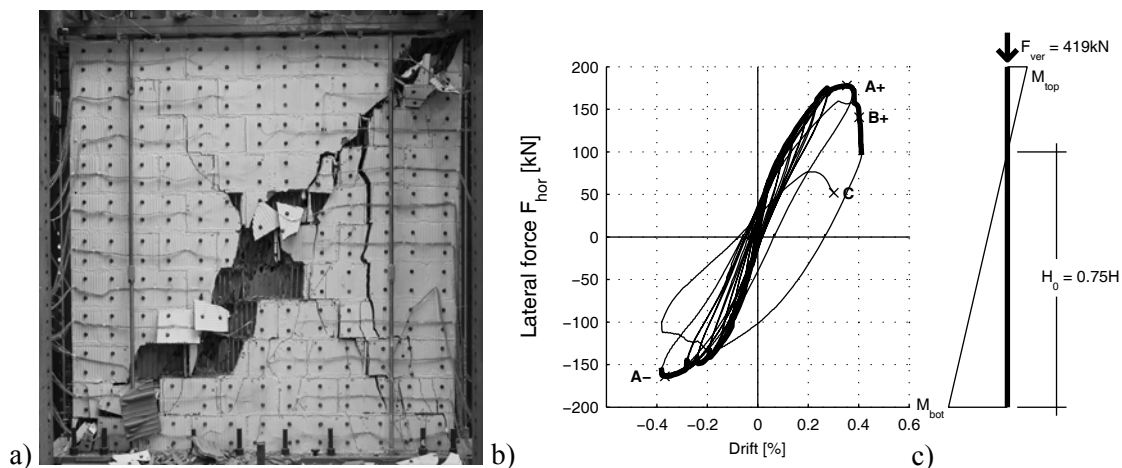 a)
b)
Lateral force F_hor [kN]
200
150
100
50
0
−50
−100
−150
−200
−0.4
−0.2
0
0.2
0.4
0.6
Drift [%]
A+
B+
C
A−
c)
F_ver = 419kN
M_top
H_0 = 0.75H
M_bot